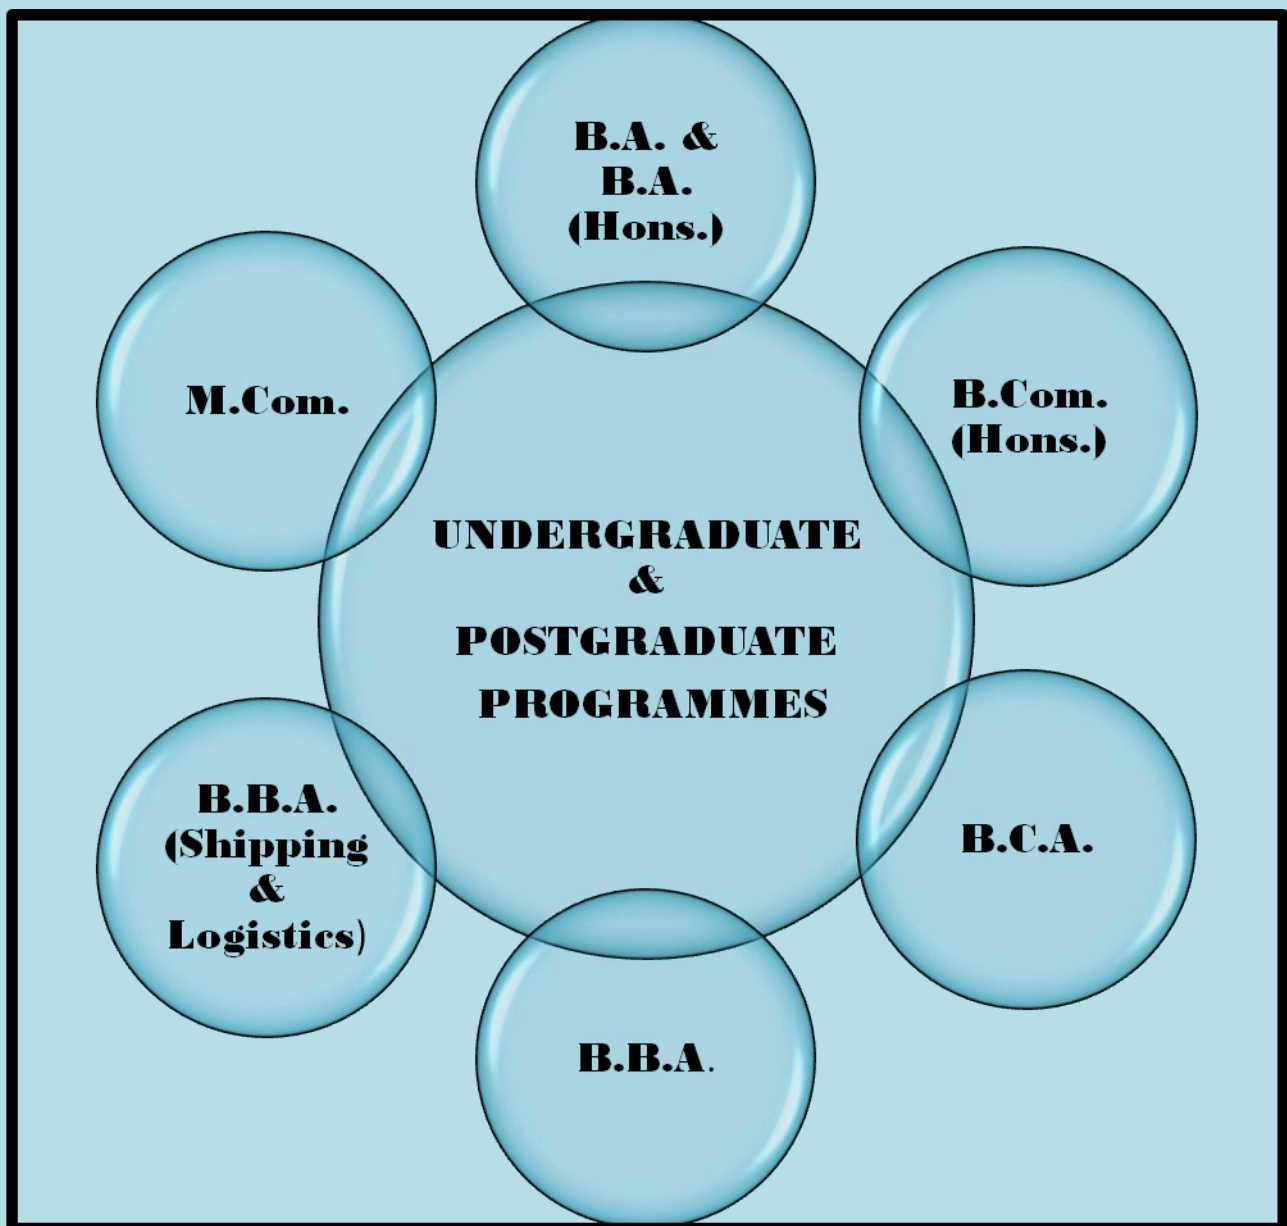 B.A. &
B.A.
(Hons.)
B.Com.
(Hons.)
B.C.A.
B.B.A.
B.B.A.
(Shipping
&
Logistics)
M.Com.
UNDERGRADUATE
&
POSTGRADUATE
PROGRAMMES